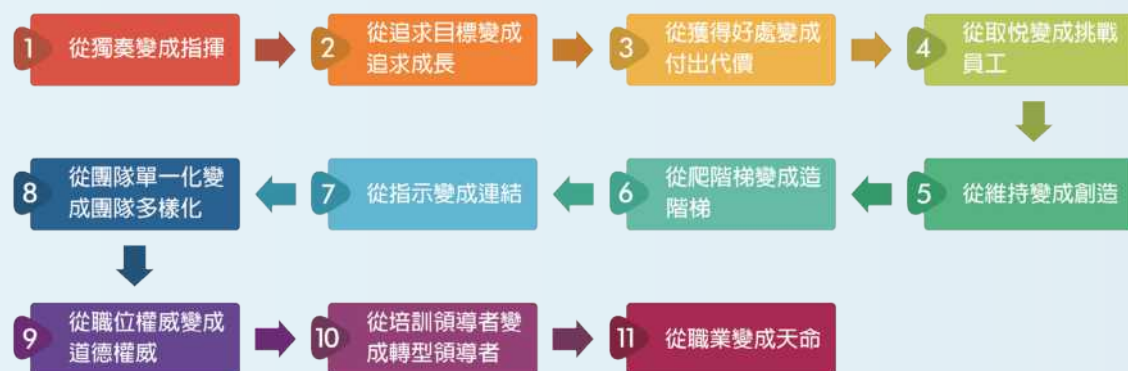 1
從獨奏變成指揮
2
從追求目標變成
追求成長
3
從獲得好處變成
付出代價
4
從取悅變成挑戰
員工
5
從維持變成創造
6
從爬階梯變成造
階梯
7
從指示變成連結
8
從團隊單一化變
成團隊多樣化
9
從職位權威變成
道德權威
10
從培訓領導者變
成轉型領導者
11
從職業變成天命